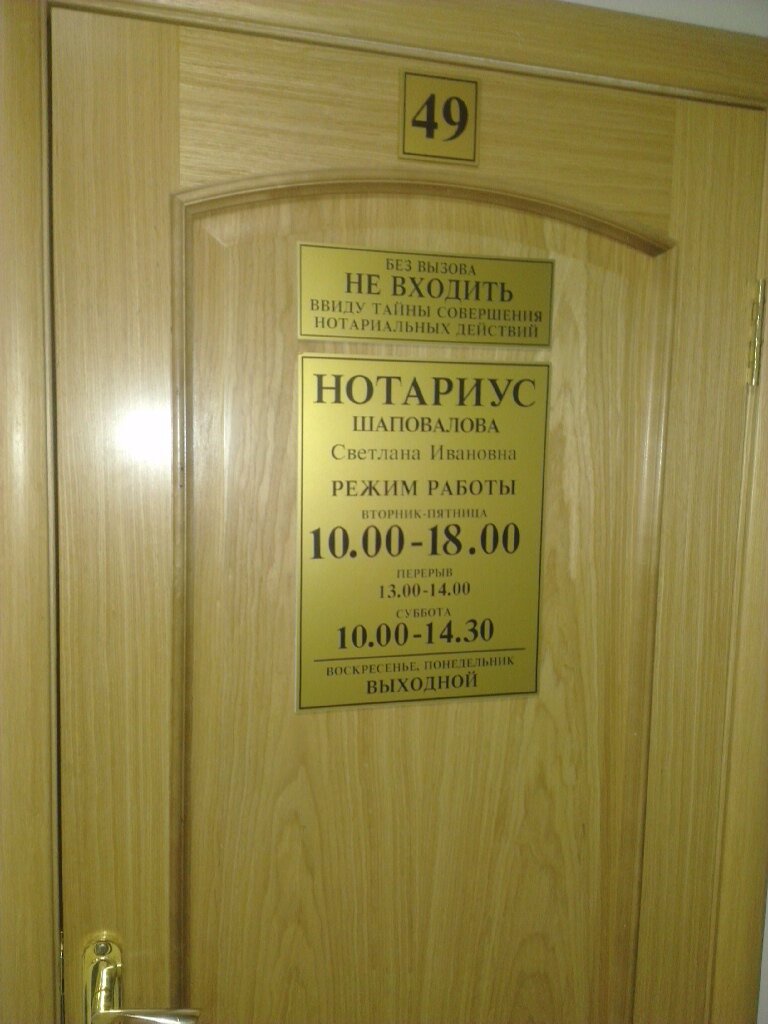 49
БЕЗ ВЫЗОВА
НЕ ВХОДИТЬ
ВВИДУ ТАЙНЫ СОВЕРШЕНИЯ
НОТАРИАЛЬНЫХ ДЕЙСТВИЙ
НОТАРИУС
ШАПОВАЛОВА
Светлана Ивановна
РЕЖИМ РАБОТЫ
ВТОРНИК-ПЯТНИЦА
10.00-18.00
ПЕРЕРЫВ
13.00-14.00
СУББОТА
10.00-14.30
ВОСКРЕСЕНЬЕ, ПОНЕДЕЛЬНИК
ВЫХОДНОЙ